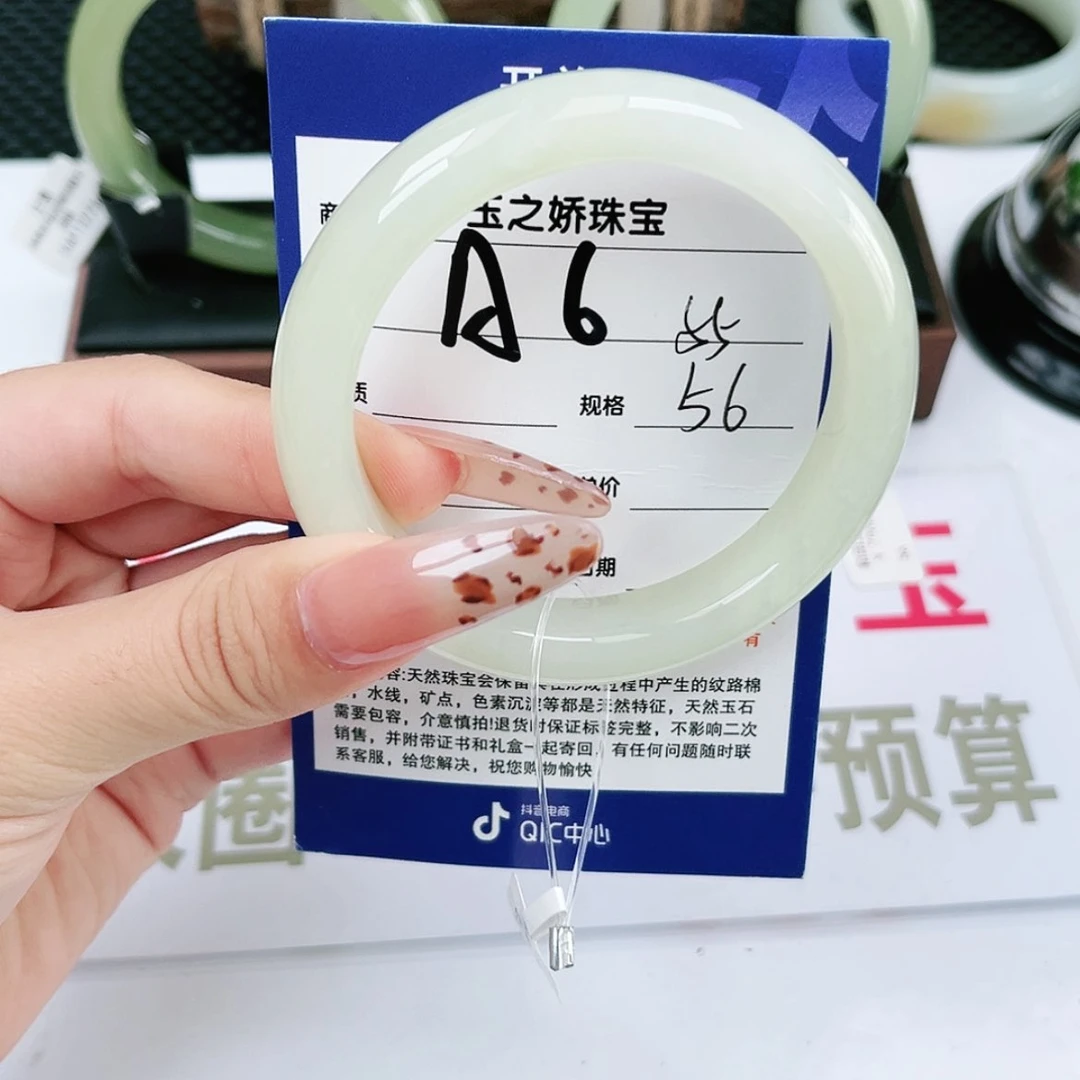 玉之娇珠宝
A6
55
56
质
规格
价
期
有
容:天然珠宝会保留其在形成过程中产生的纹路棉
，水线，矿点，色素沉淀等都是天然特征，天然玉石
需要包容，介意慎拍!退货时保证标签完整，不影响二次
销售，并附带证书和礼盒一起寄回。有任何问题随时联
系客服，给您解决，祝您购物愉快
抖音电商
QIC中心
圈
预算